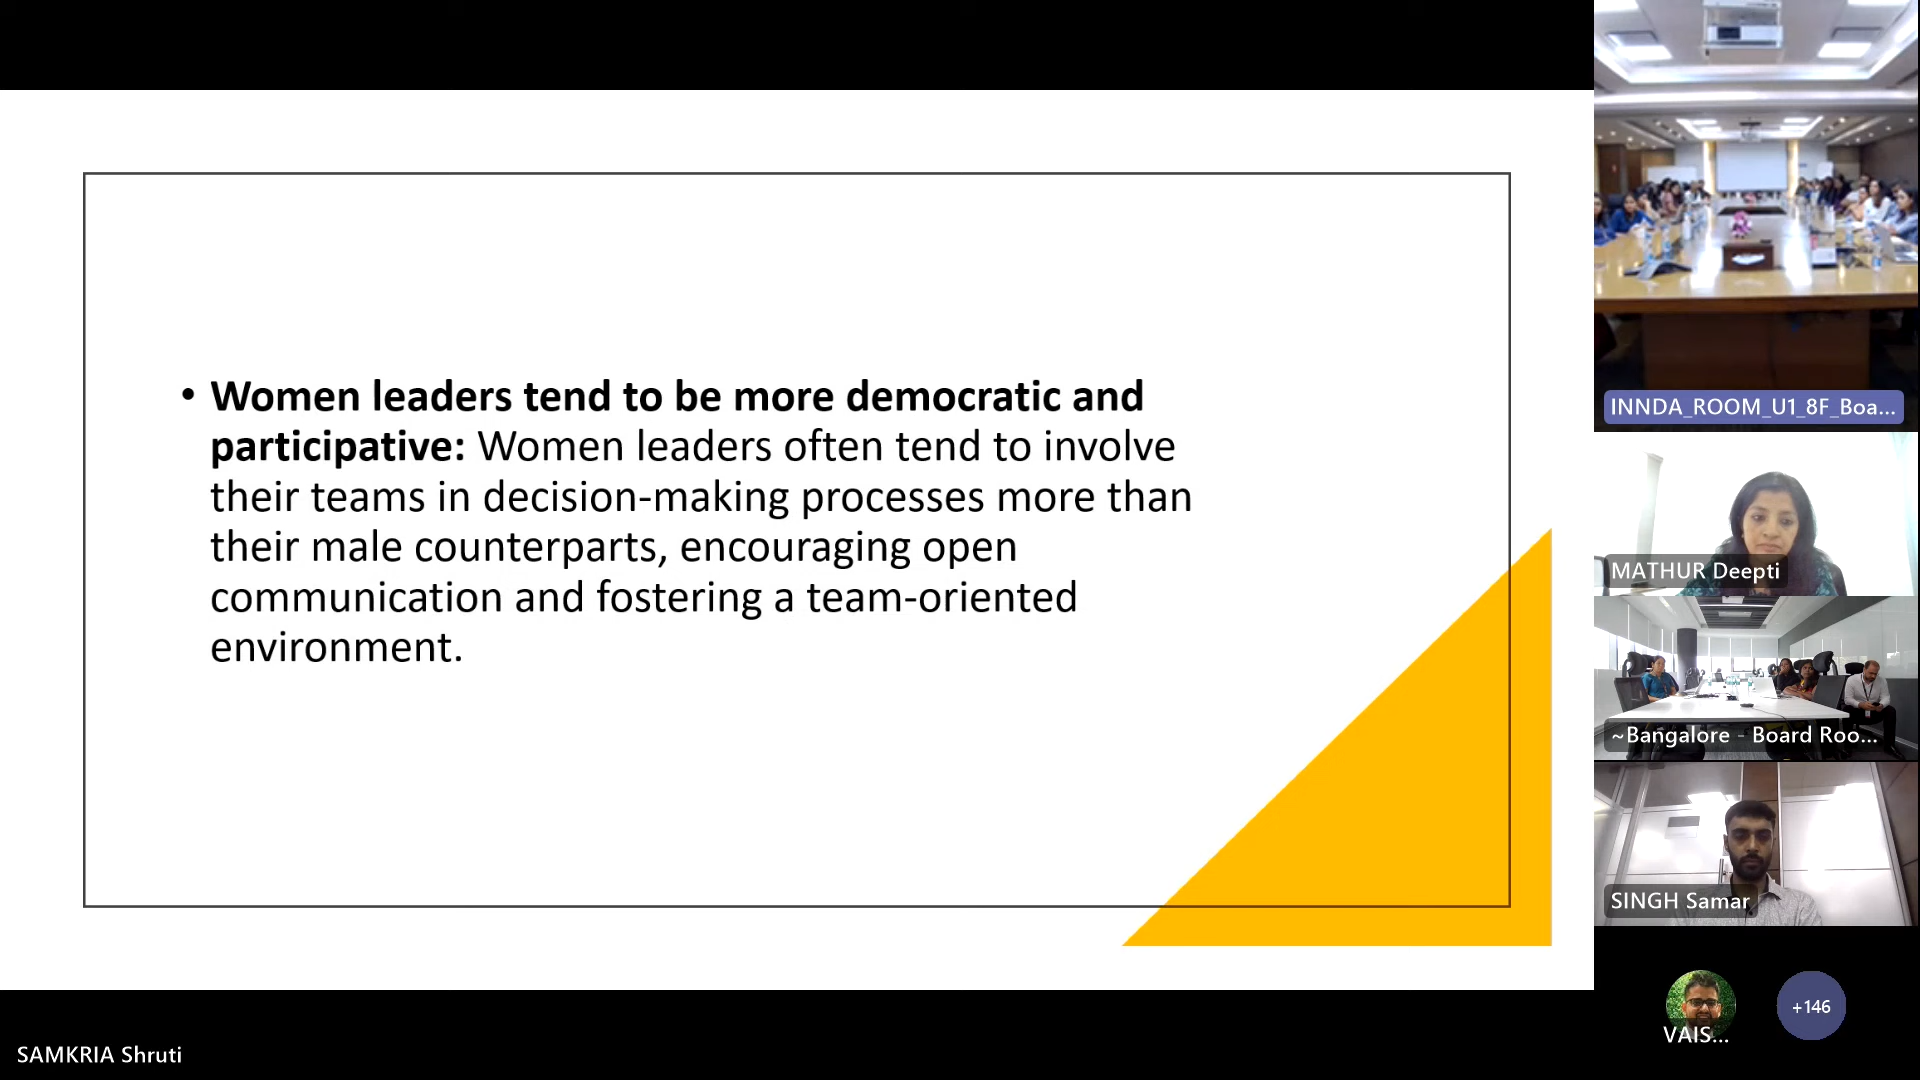 • Women leaders tend to be more democratic and
participative: Women leaders often tend to involve
their teams in decision-making processes more than
their male counterparts, encouraging open
communication and fostering a team-oriented
environment.
INNDA_ROOM_U1_8F_Boa...
MATHUR Deepti
~Bangalore - Board Roo...
SINGH Samar
VAIS...
+146
SAMKRIA Shruti